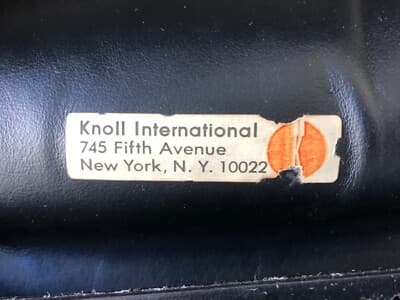 Knoll International
745 Fifth Avenue
New York, N. Y. 10022